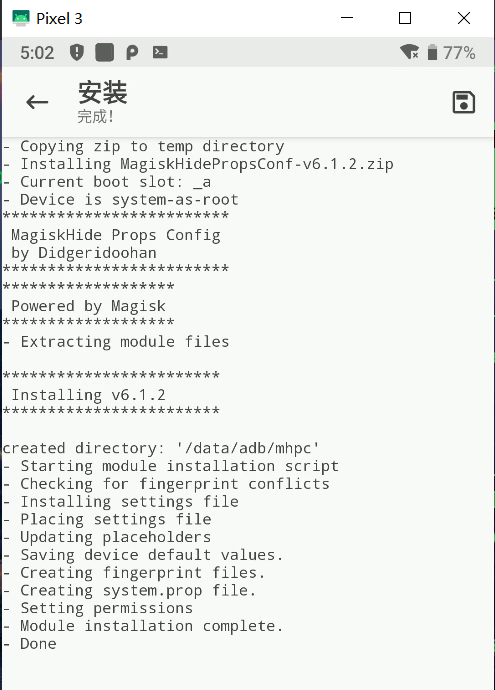 Pixel 3
5:02
77%
安装
完成！
- Copying zip to temp directory
- Installing MagiskHidePropsConf-v6.1.2.zip
- Current boot slot: _a
- Device is system-as-root
*************************
MagiskHide Props Config
by Didgeridoohan
*************************
*******************
Powered by Magisk
*******************
- Extracting module files
************************
Installing v6.1.2
************************
created directory: '/data/adb/mhpc'
- Starting module installation script
- Checking for fingerprint conflicts
- Installing settings file
- Placing settings file
- Updating placeholders
- Saving device default values.
- Creating fingerprint files.
- Creating system.prop file.
- Setting permissions
- Module installation complete.
- Done